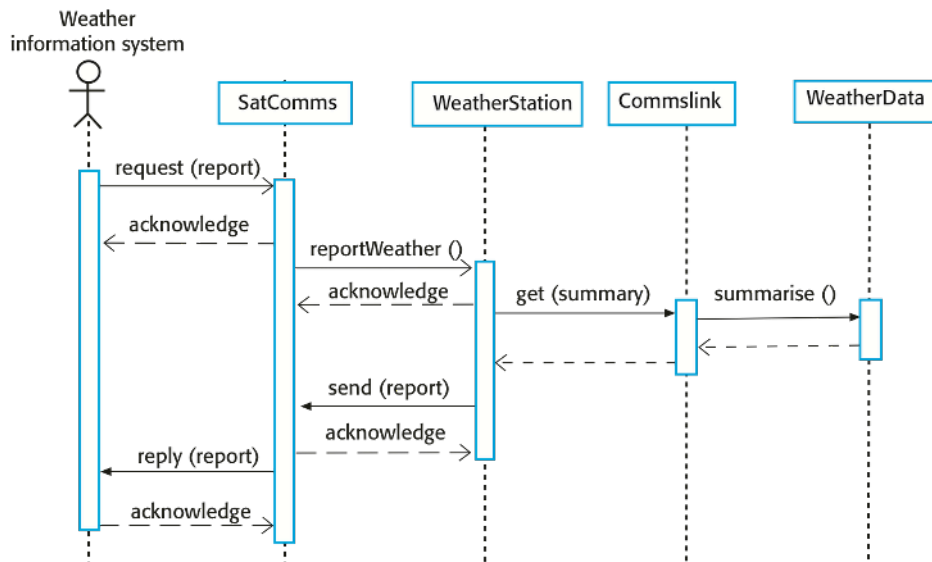 Weather
information system
SatComms
WeatherStation
Commslink
WeatherData
request (report)
acknowledge
reportWeather ()
acknowledge
get (summary)
summarise ()
send (report)
acknowledge
reply (report)
acknowledge